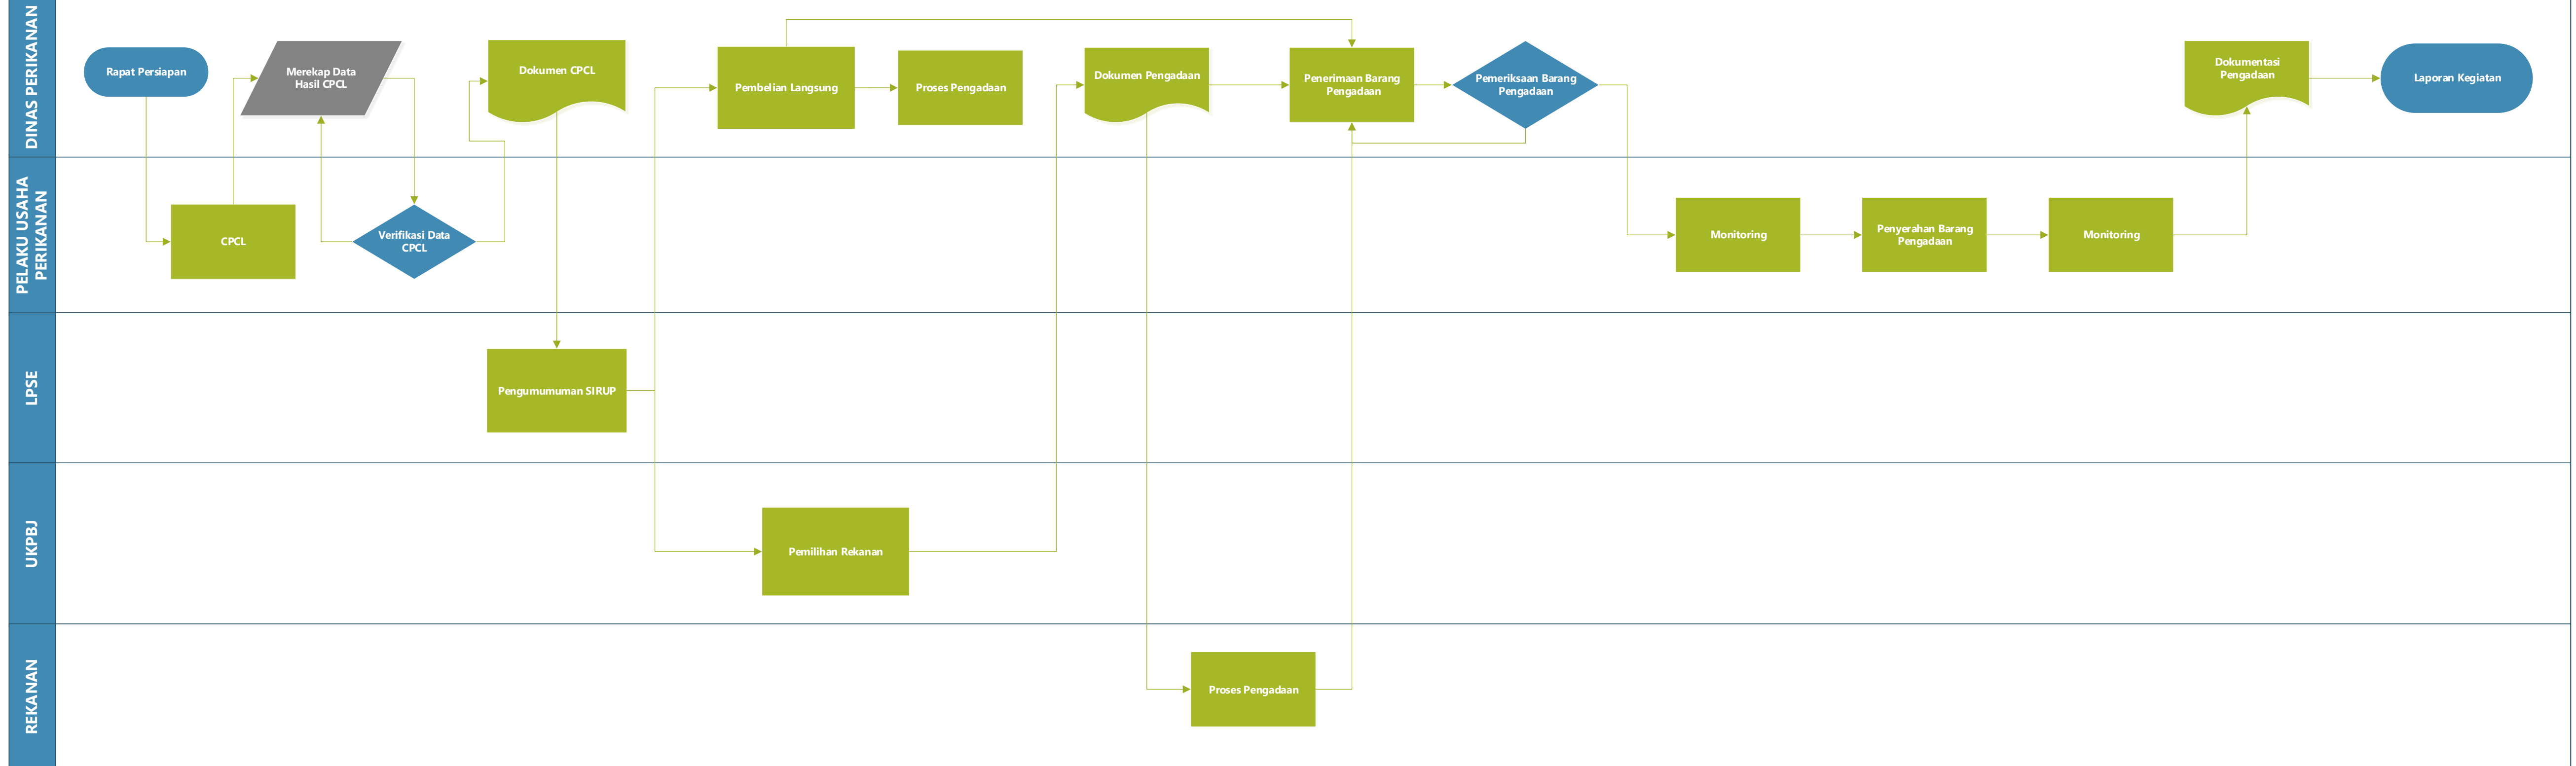 DINAS PERIKANAN
Rapat Persiapan
Merekap Data
Hasil CPCL
Dokumen CPCL
Pembelian Langsung
Proses Pengadaan
Dokumen Pengadaan
Penerimaan Barang
Pengadaan
Pemeriksaan Barang
Pengadaan
Dokumentasi
Pengadaan
Laporan Kegiatan
PELAKU USAHA
PERIKANAN
CPCL
Verifikasi Data
CPCL
Monitoring
Penyerahan Barang
Pengadaan
Monitoring
LPSE
Pengumumuman SIRUP
UKPBJ
Pemilihan Rekanan
REKANAN
Proses Pengadaan